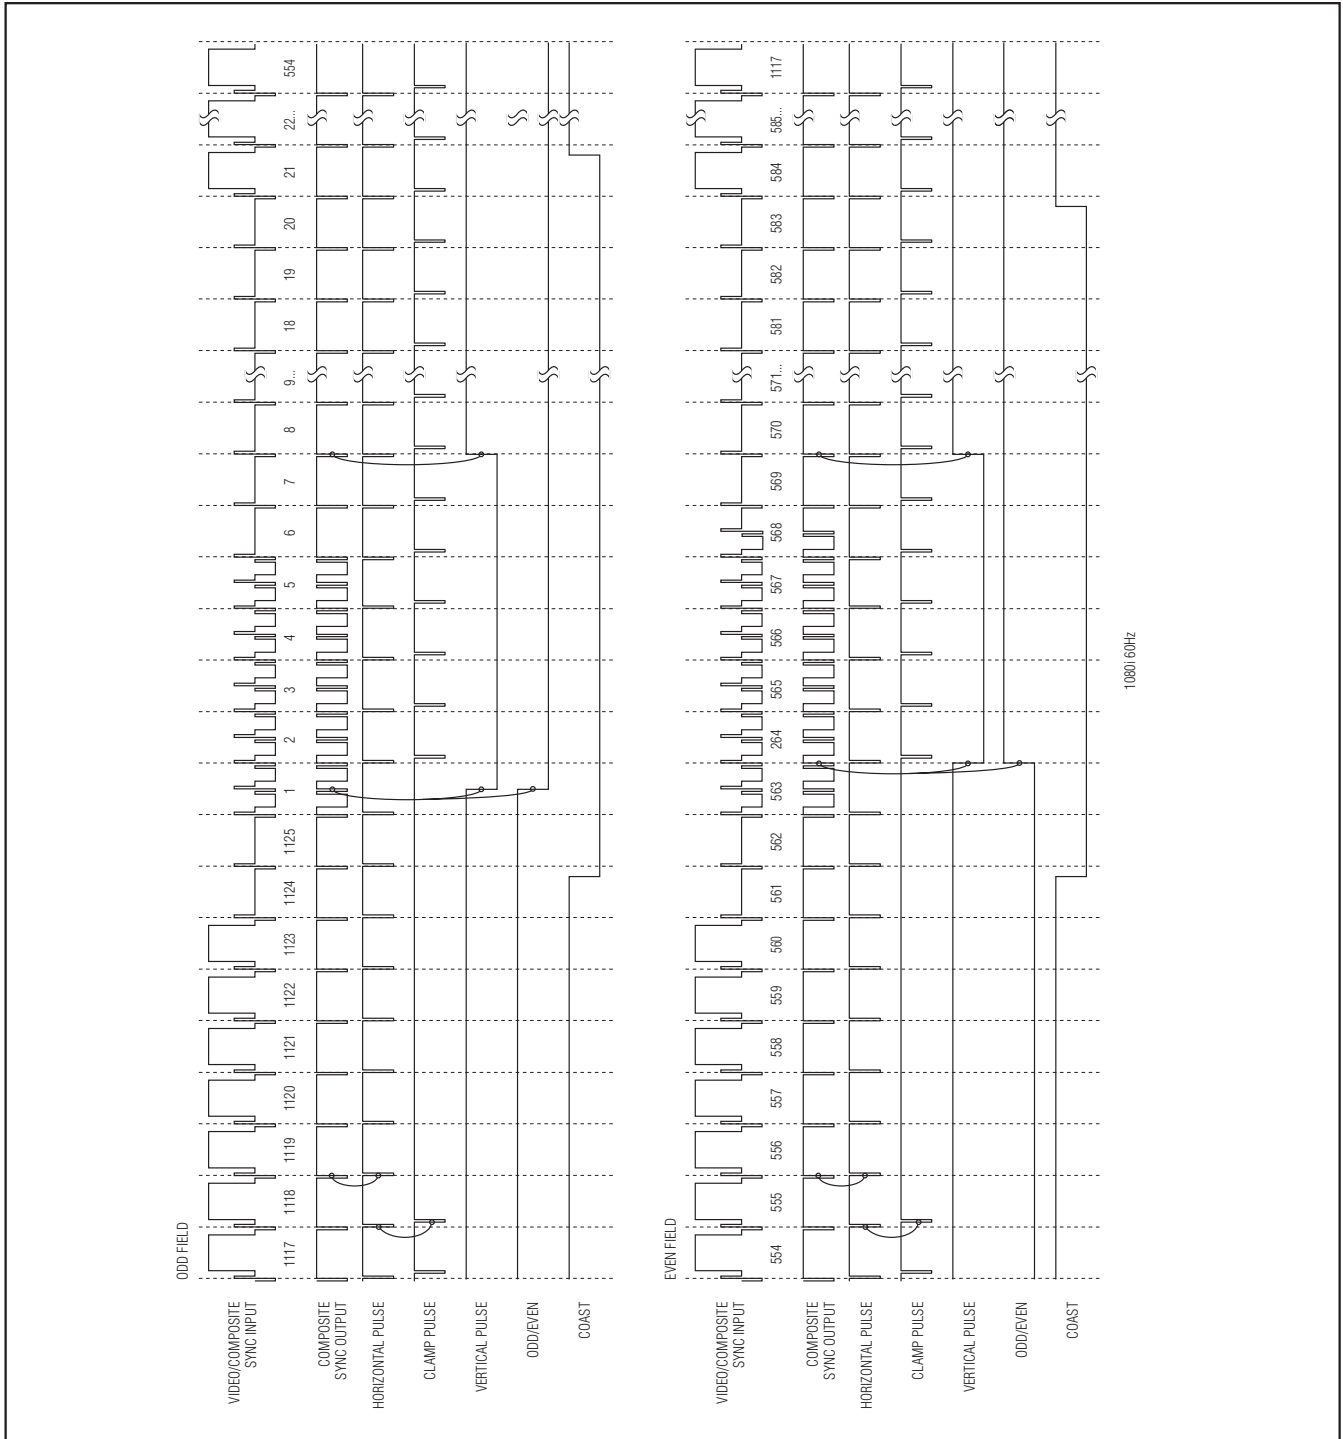 ODD FIELD
VIDEO/COMPOSITE
SYNC INPUT
1117 1118 1119 1120 1121 1122 1123 1124 1125 1 2 3 4 5 6 7 8 9... 18 19 20 21 22... 554
COMPOSITE
SYNC OUTPUT
HORIZONTAL PULSE
CLAMP PULSE
VERTICAL PULSE
ODD/EVEN
COAST
EVEN FIELD
VIDEO/COMPOSITE
SYNC INPUT
554 555 556 557 558 559 560 561 562 563 264 565 566 567 568 569 570 571... 581 582 583 584 585... 1117
COMPOSITE
SYNC OUTPUT
HORIZONTAL PULSE
CLAMP PULSE
VERTICAL PULSE
ODD/EVEN
COAST
1080i 60Hz